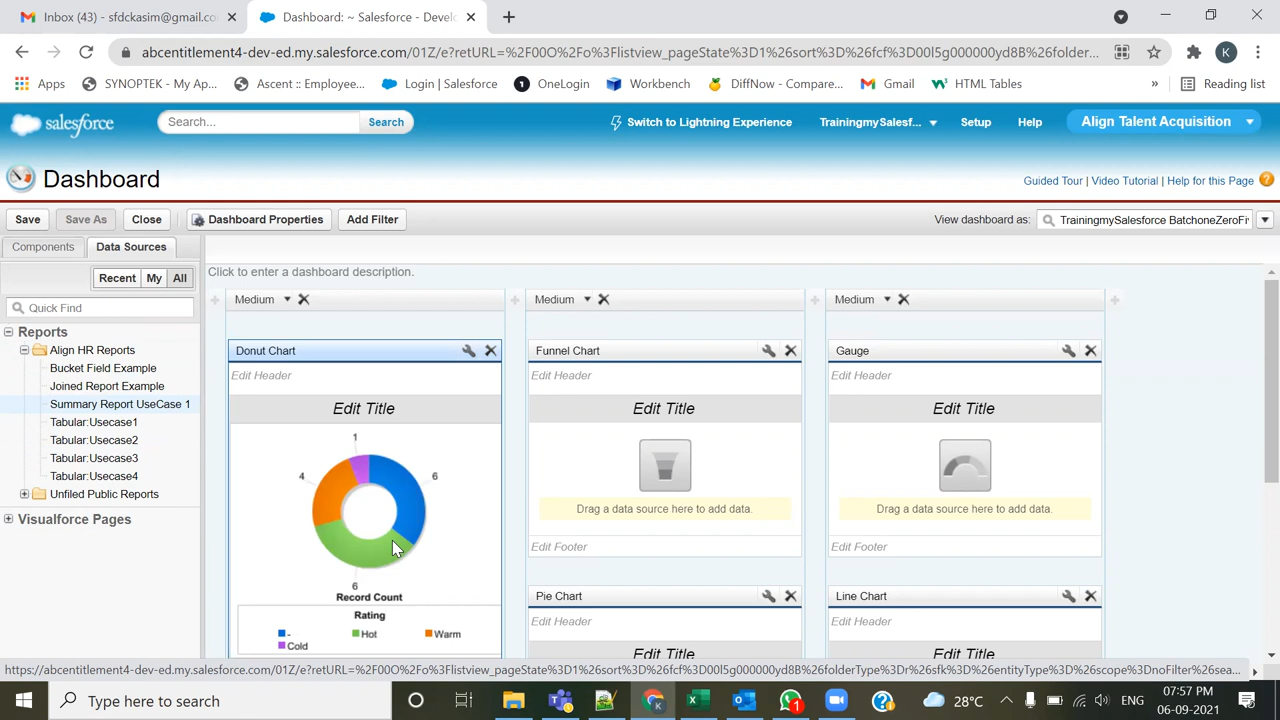 Inbox (43) - sfdckasim@gmail.co
Dashboard: ~ Salesforce - Develo
abcentitlement4-dev-ed.my.salesforce.com/01Z/e?retURL=%2F00O%2Fo%3Flistview_pageState%3D1%26sort%3Dfcf%3D00l5g000000yd8B%26folder...
K
Apps
SYNOPTEK - My Ap...
Ascent :: Employee...
Login | Salesforce
OneLogin
Workbench
DiffNow - Compare...
Gmail
HTML Tables
»
Reading list
salesforce
Search...
Search
Switch to Lightning Experience
TrainingmySalesf...
Setup
Help
Align Talent Acquisition
Dashboard
Guided Tour | Video Tutorial | Help for this Page
Save
Save As
Close
Dashboard Properties
Add Filter
View dashboard as:
TrainingmySalesforce BatchoneZeroFi
Components
Data Sources
Recent
My
All
Quick Find
Reports
Align HR Reports
Bucket Field Example
Joined Report Example
Summary Report UseCase 1
Tabular:Usecase1
Tabular:Usecase2
Tabular:Usecase3
Tabular:Usecase4
Unfiled Public Reports
Visualforce Pages
Click to enter a dashboard description.
Medium
Medium
Medium
Donut Chart
Edit Header
Edit Title
1
4
6
6
Record Count
Rating
-
Hot
Warm
Cold
Funnel Chart
Edit Header
Edit Title
Drag a data source here to add data.
Edit Footer
Pie Chart
Edit Header
Edit Title
Gauge
Edit Header
Edit Title
Drag a data source here to add data.
Edit Footer
Line Chart
Edit Header
Edit Title
https://abcentitlement4-dev-ed.my.salesforce.com/01Z/e?retURL=%2F00O%2Fo%3Flistview_pageState%3D1%26sort%3Dfcf%3D00l5g000000yd8B%26folderType%3Dr%26sfk%3D%26entityType%3D%26scope%3DnoFilter%26sea...
Type here to search
1
28°C
ENG
07:57 PM
06-09-2021